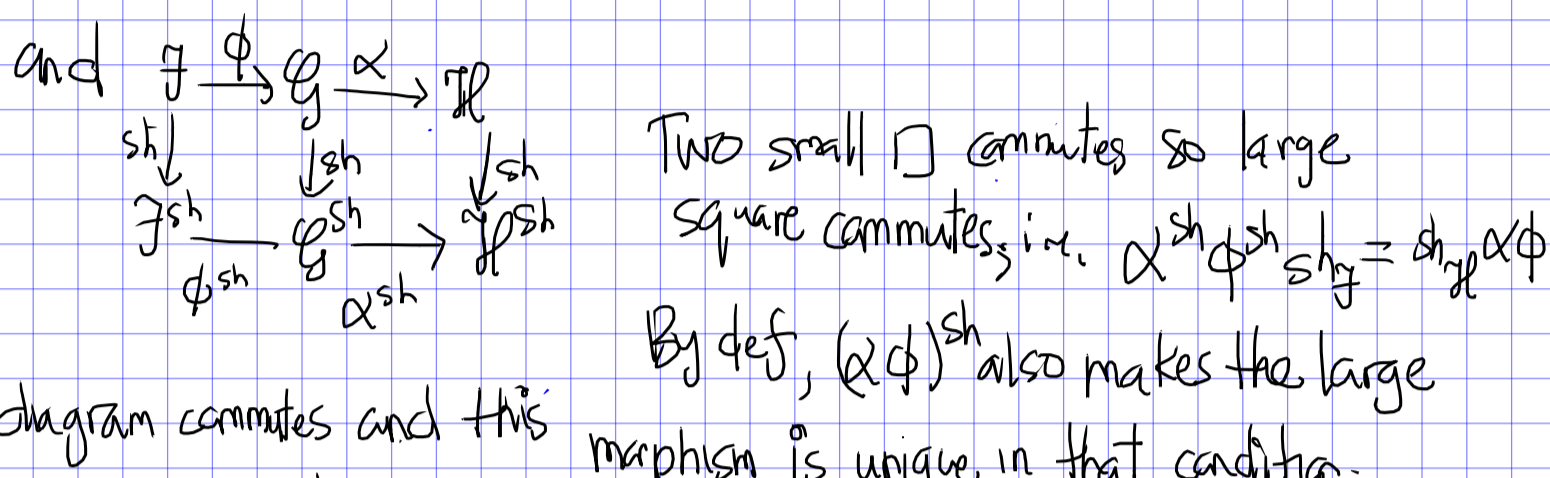 and ℱ →ϕ 𝒢 →α ℋ
sh↓ ↓sh ↓sh
ℱ^sh 𝒢^sh → ℋ^sh
ϕ^sh α^sh
Two small □ commutes so large
square commutes, i.e. α^sh ϕ^sh sh_ℱ = sh_ℋ αϕ
By def, (αϕ)^sh also makes the large
diagram commutes and this morphism is unique in that condition.